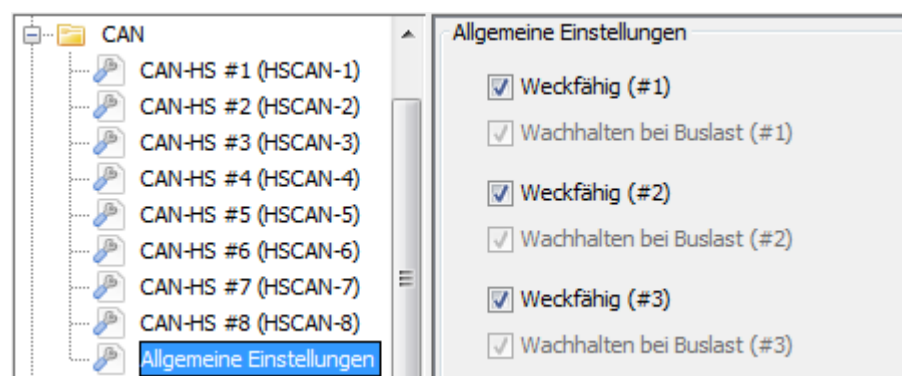 CAN
CAN-HS #1 (HSCAN-1)
CAN-HS #2 (HSCAN-2)
CAN-HS #3 (HSCAN-3)
CAN-HS #4 (HSCAN-4)
CAN-HS #5 (HSCAN-5)
CAN-HS #6 (HSCAN-6)
CAN-HS #7 (HSCAN-7)
CAN-HS #8 (HSCAN-8)
Allgemeine Einstellungen
Allgemeine Einstellungen
Weckfähig (#1)
Wachhalten bei Buslast (#1)
Weckfähig (#2)
Wachhalten bei Buslast (#2)
Weckfähig (#3)
Wachhalten bei Buslast (#3)